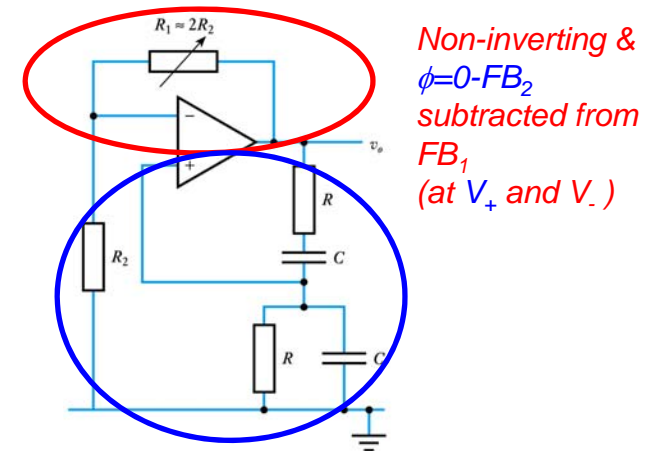 R₁ ≈ 2R₂
Non-inverting &
ϕ=0-FB₂
subtracted from
FB₁
(at V₊ and V₋ )
−
+
vₒ
R
C
R₂
R
C